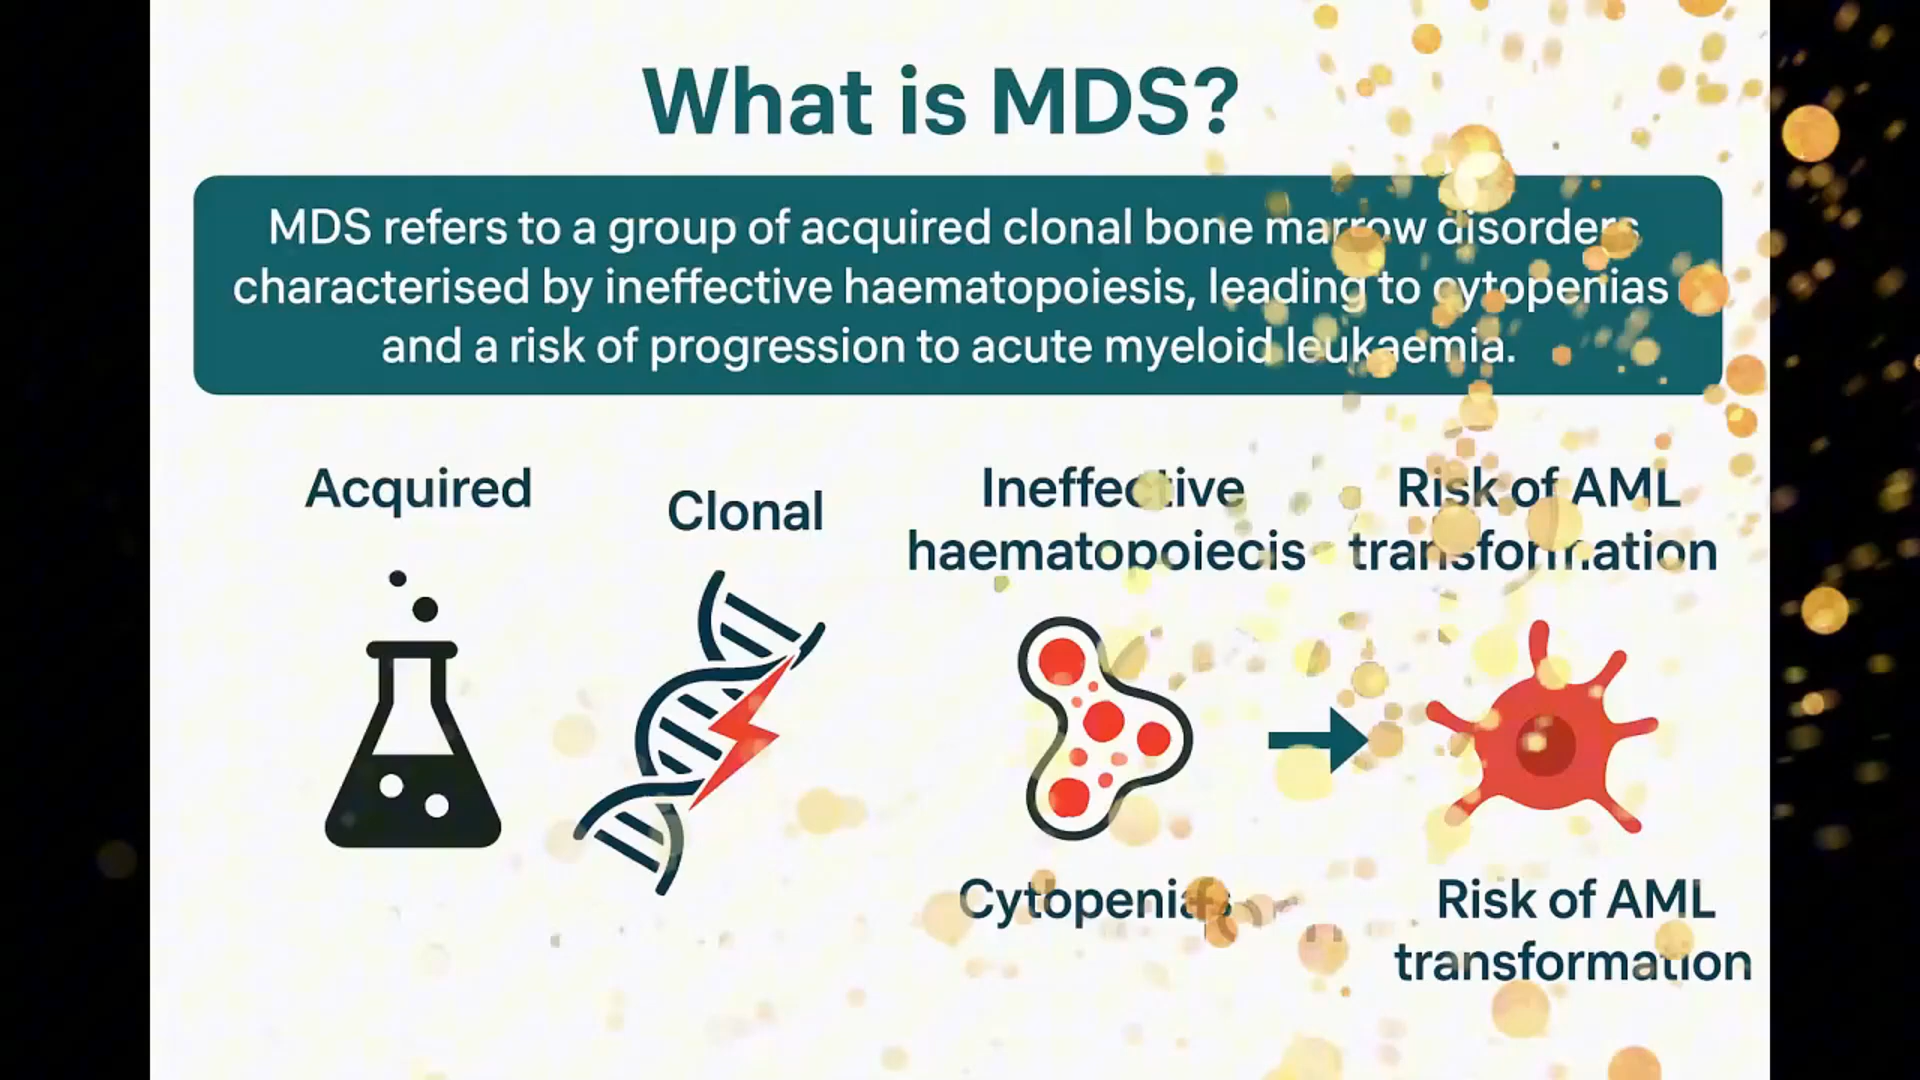 What is MDS?
MDS refers to a group of acquired clonal bone marrow disorders
characterised by ineffective haematopoiesis, leading to cytopenias
and a risk of progression to acute myeloid leukaemia.
Acquired
Clonal
Ineffective
haematopoiecis
Risk of AML
transformation
Cytopenias
Risk of AML
transformation